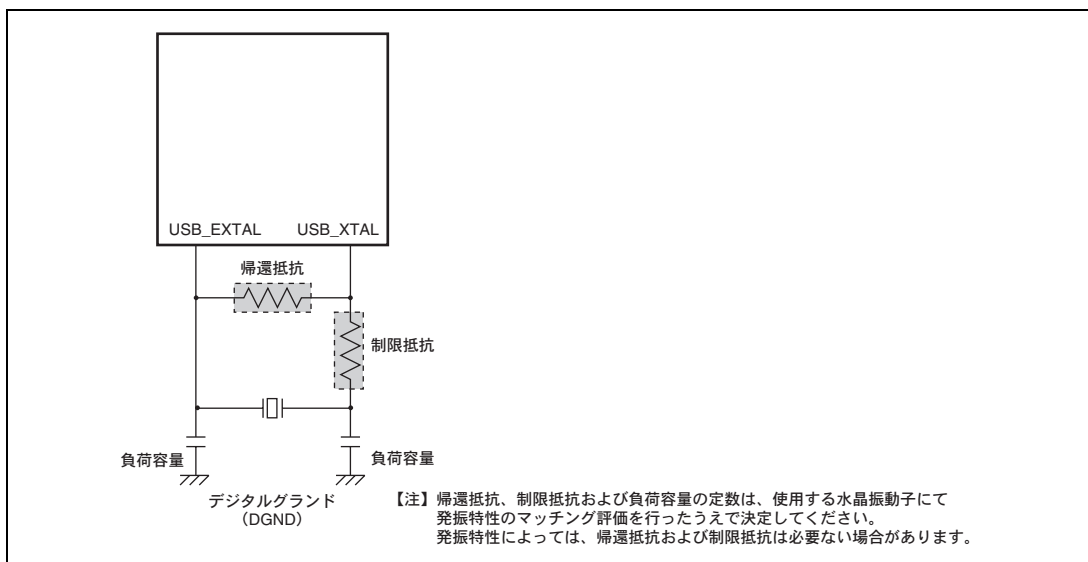 USB_EXTAL USB_XTAL
帰還抵抗
制限抵抗
負荷容量 負荷容量
デジタルグランド
(DGND)
【注】帰還抵抗、制限抵抗および負荷容量の定数は、使用する水晶振動子にて
発振特性のマッチング評価を行ったうえで決定してください。
発振特性によっては、帰還抵抗および制限抵抗は必要ない場合があります。